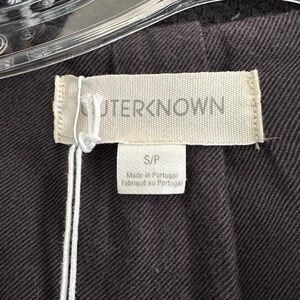 UTERKNOWN
S/P
Made in Portugal
Fabriqué au Portugal